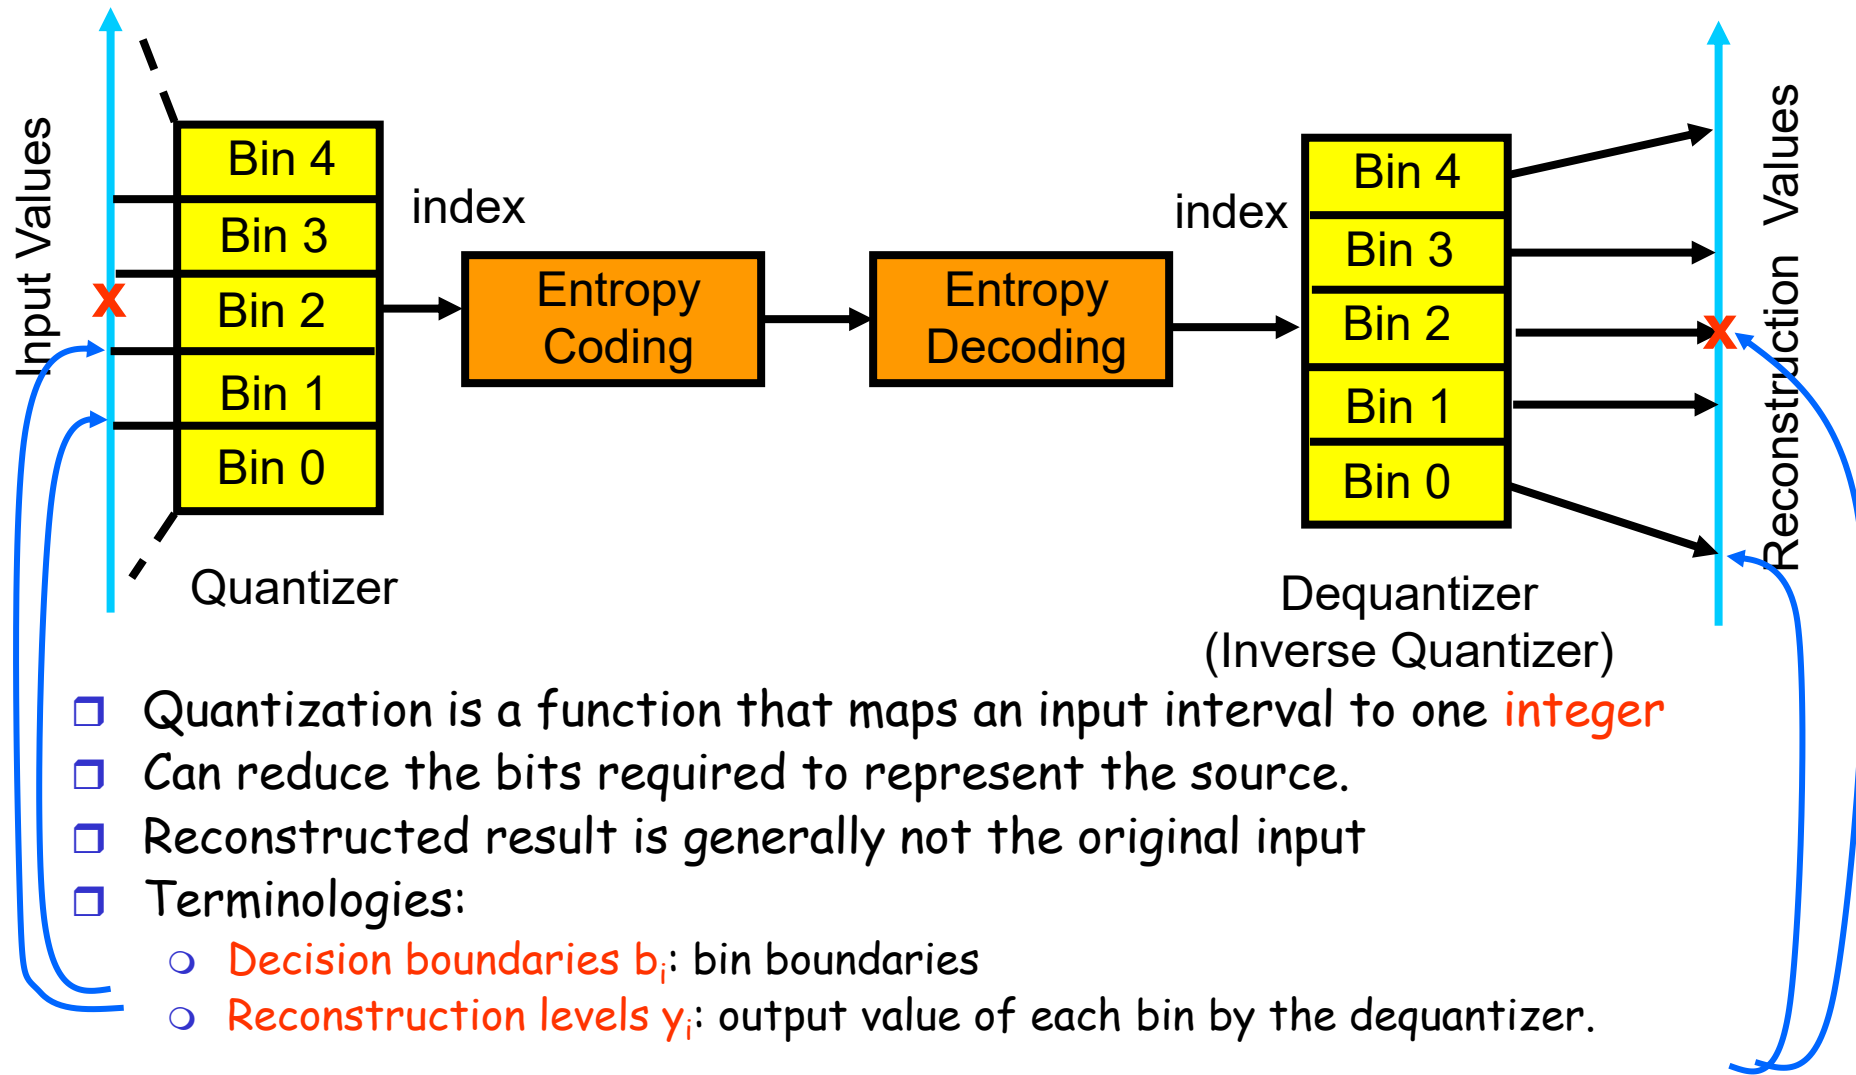 Input Values
Bin 4
Bin 3
Bin 2
Bin 1
Bin 0
Quantizer
index
Entropy
Coding
Entropy
Decoding
index
Bin 4
Bin 3
Bin 2
Bin 1
Bin 0
Dequantizer
(Inverse Quantizer)
Reconstruction Values
x
x
Quantization is a function that maps an input interval to one integer
Can reduce the bits required to represent the source.
Reconstructed result is generally not the original input
Terminologies:
Decision boundaries bi: bin boundaries
Reconstruction levels yi: output value of each bin by the dequantizer.